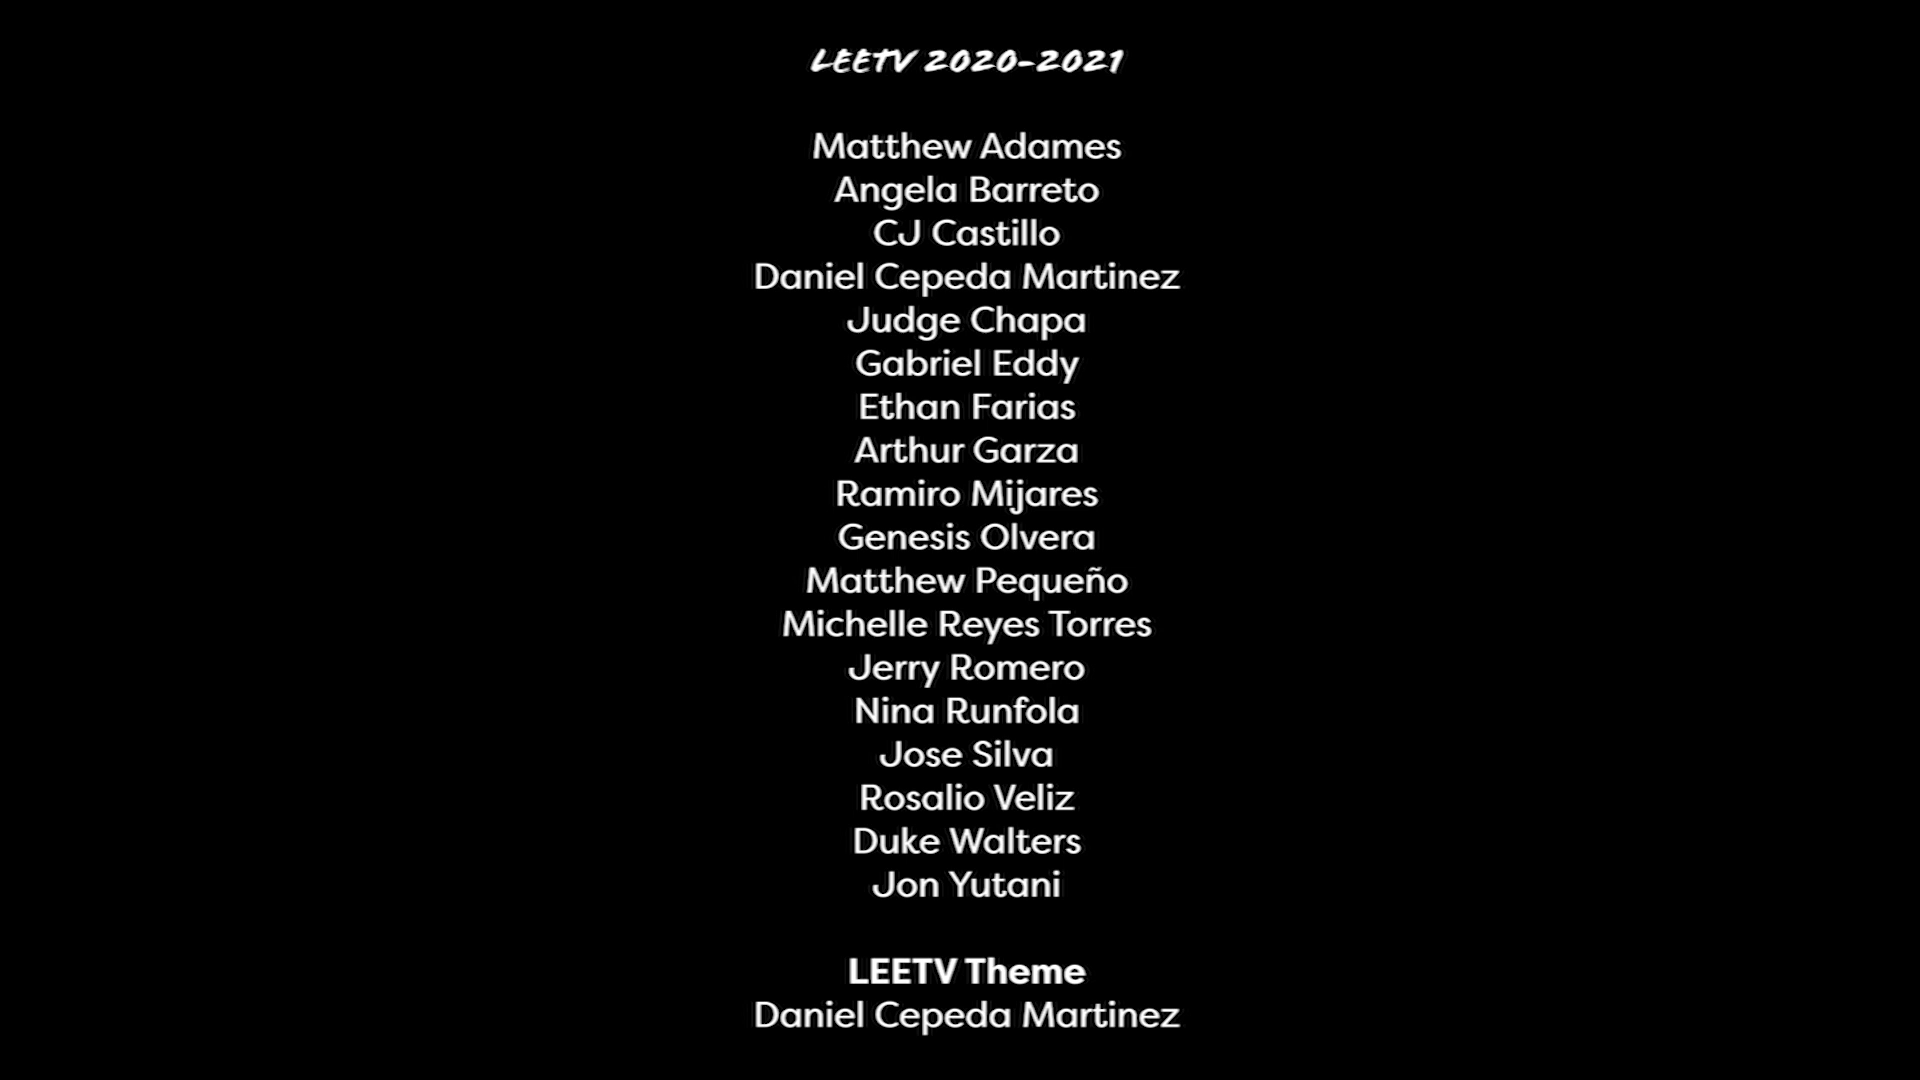 LEETV 2020-2021
Matthew Adames
Angela Barreto
CJ Castillo
Daniel Cepeda Martinez
Judge Chapa
Gabriel Eddy
Ethan Farias
Arthur Garza
Ramiro Mijares
Genesis Olvera
Matthew Pequeño
Michelle Reyes Torres
Jerry Romero
Nina Runfola
Jose Silva
Rosalio Veliz
Duke Walters
Jon Yutani
LEETV Theme
Daniel Cepeda Martinez